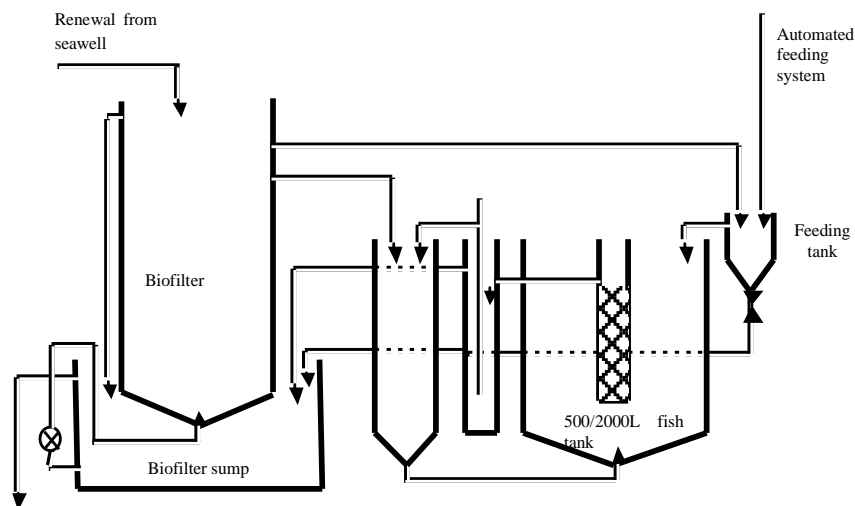 Renewal from
seawell
Automated
feeding
system
Feeding
tank
Biofilter
500/2000L fish
tank
Biofilter sump